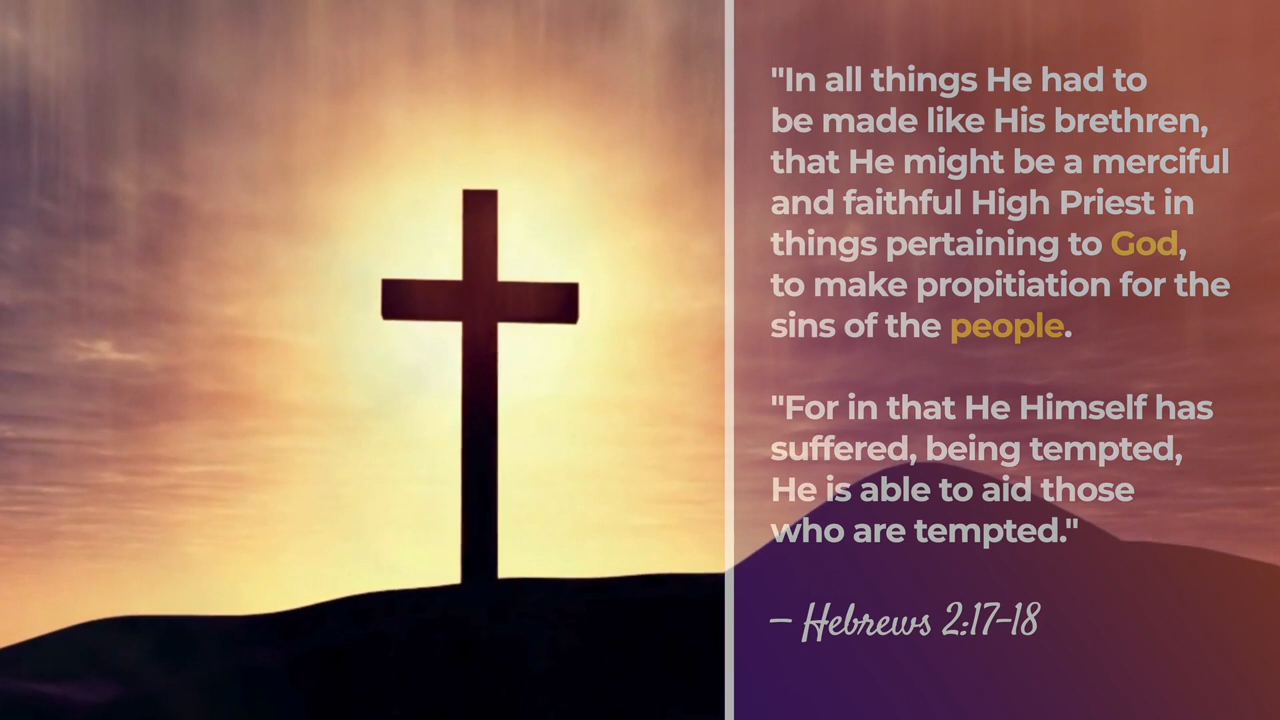 "In all things He had to
be made like His brethren,
that He might be a merciful
and faithful High Priest in
things pertaining to God,
to make propitiation for the
sins of the people.
"For in that He Himself has
suffered, being tempted,
He is able to aid those
who are tempted."
– Hebrews 2:17–18